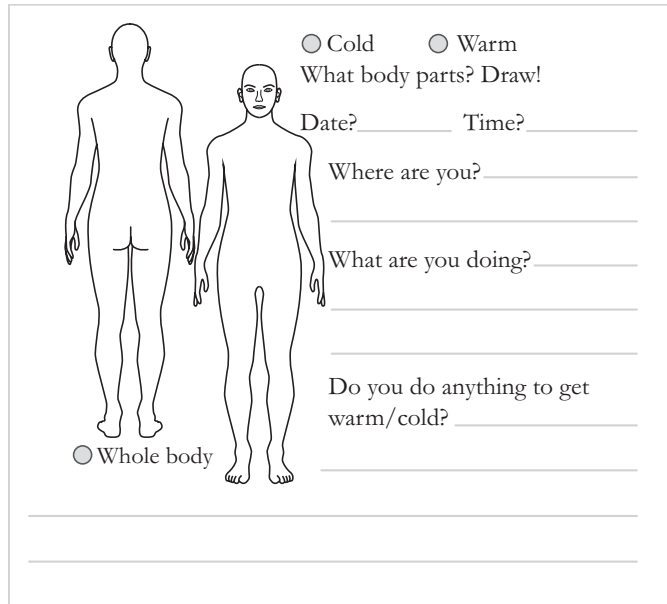 Cold Warm
What body parts? Draw!
Date? Time?
Where are you?
What are you doing?
Do you do anything to get
warm/cold?
Whole body